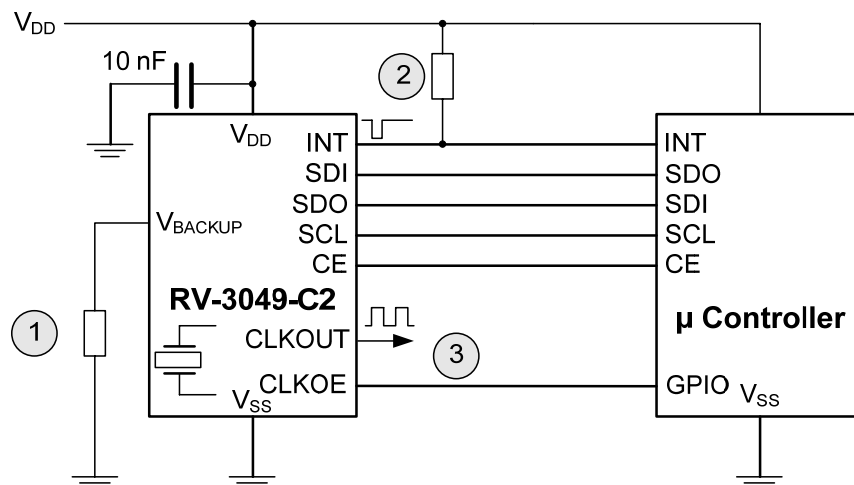 VDD
10 nF
2
VDD
INT
INT
SDI
SDO
SDO
SDI
VBACKUP
SCL
SCL
CE
CE
RV-3049-C2
μ Controller
1
CLKOUT
3
CLKOE
GPIO
VSS
VSS